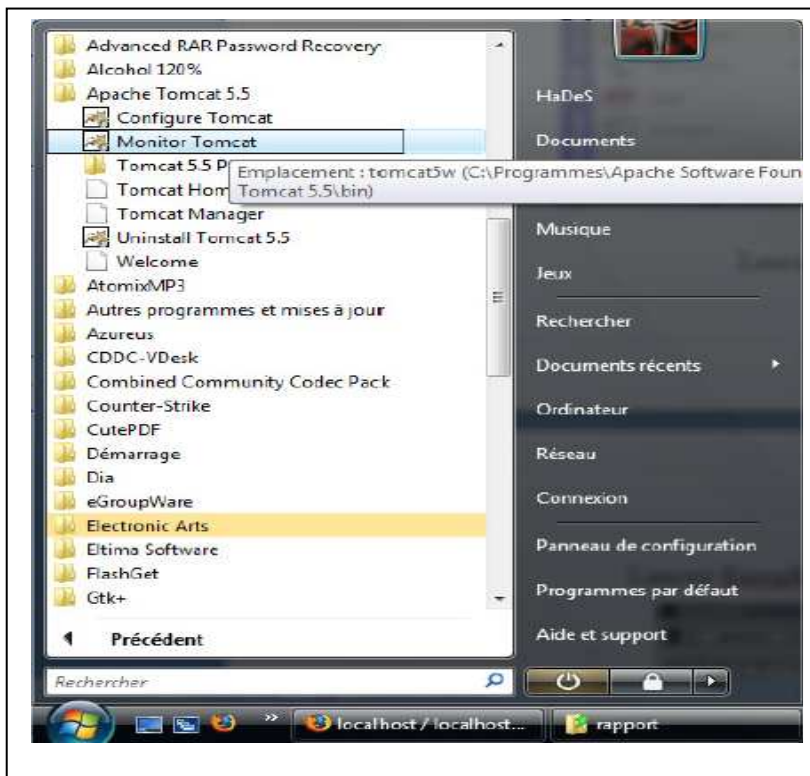 Advanced RAR Password Recovery
Alcohol 120%
Apache Tomcat 5.5
Configure Tomcat
Monitor Tomcat
Tomcat 5.5 P
Emplacement : tomcat5w (C:\Programmes\Apache Software Foun
Tomcat 5.5\bin)
Tomcat Hom
Tomcat Manager
Uninstall Tomcat 5.5
Welcome
AtomixMP3
Autres programmes et mises à jour
Azureus
CDDC-VDesk
Combined Community Codec Pack
Counter-Strike
CutePDF
Démarrage
Dia
eGroupWare
Electronic Arts
Eltima Software
FlashGet
Gtk+
Précédent
Rechercher
HaDeS
Documents
Musique
Jeux
Rechercher
Documents récents
Ordinateur
Réseau
Connexion
Panneau de configuration
Programmes par défaut
Aide et support
localhost / localhost...
rapport